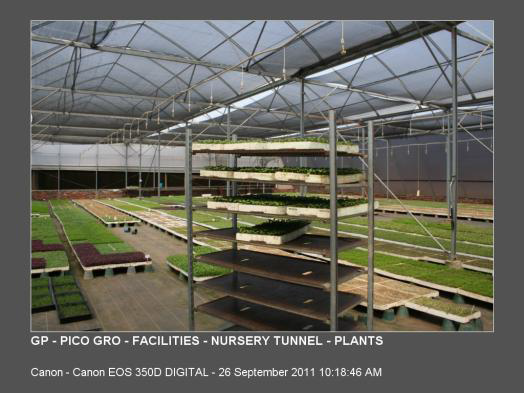 GP - PICO GRO - FACILITIES - NURSERY TUNNEL - PLANTS
Canon - Canon EOS 350D DIGITAL - 26 September 2011 10:18:46 AM